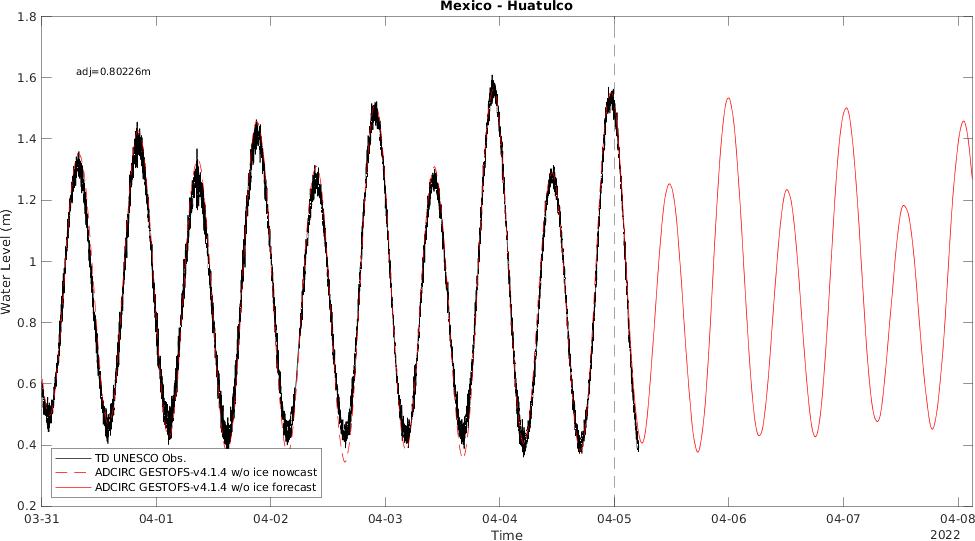 Mexico - Huatulco
1.8
1.6
1.4
1.2
1
0.8
0.6
0.4
0.2
Water Level (m)
adj=0.80226m
TD UNESCO Obs.
ADCIRC GESTOFS-v4.1.4 w/o ice nowcast
ADCIRC GESTOFS-v4.1.4 w/o ice forecast
03-31 04-01 04-02 04-03 04-04 04-05 04-06 04-07 04-08
Time
2022